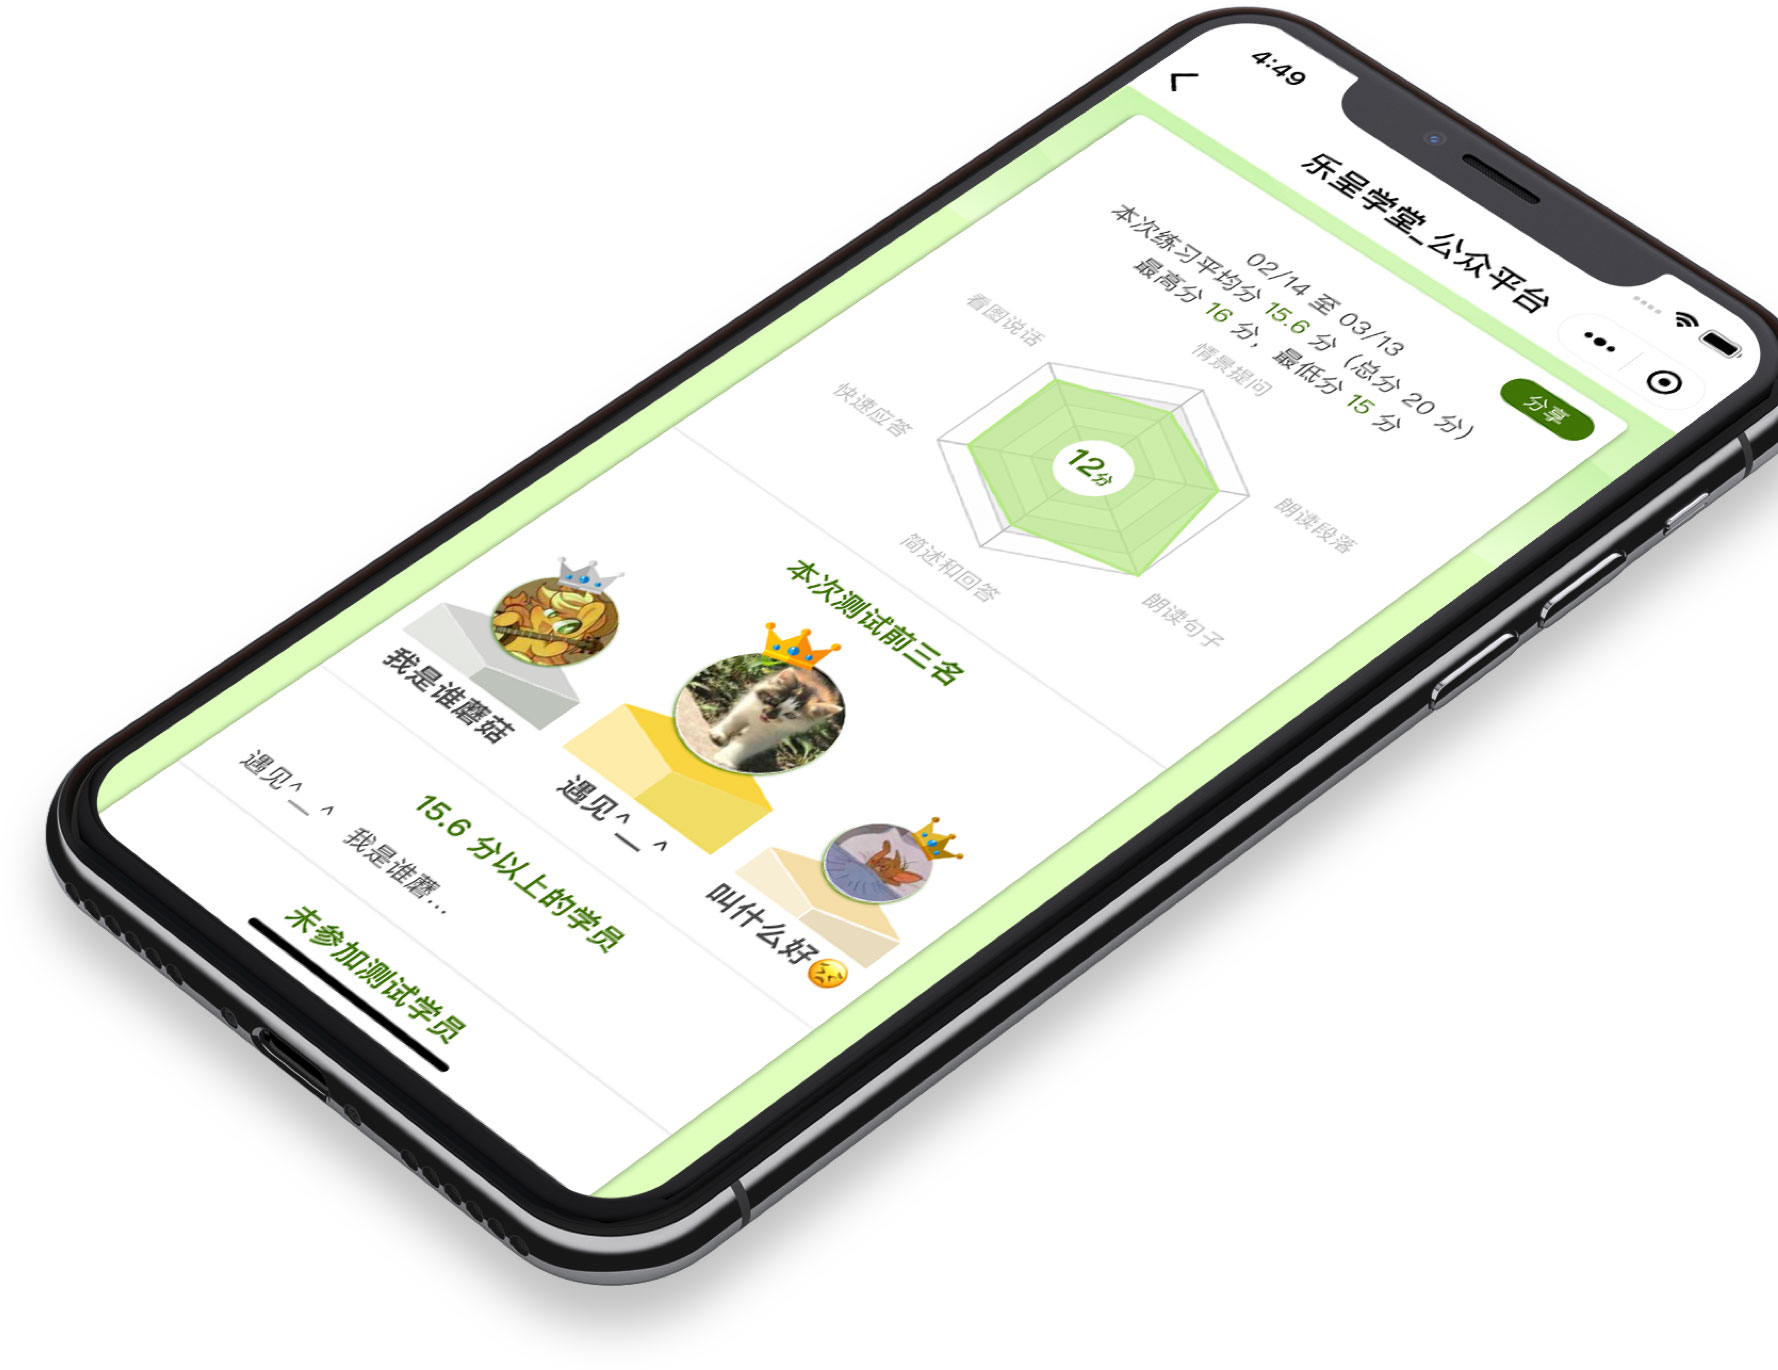 4:49
乐呈学堂_公众平台
分享
02/14 至 03/13
本次练习平均分 15.6 分（总分 20 分）
最高分 16 分，最低分 15 分
看图说话
情景提问
快速应答
12分
朗读段落
简述和回答
朗读句子
本次测试前三名
我是谁蘑菇
遇见^__^
叫什么好😣
15.6 分以上的学员
遇见^__^
我是谁蘑...
未参加测试学员